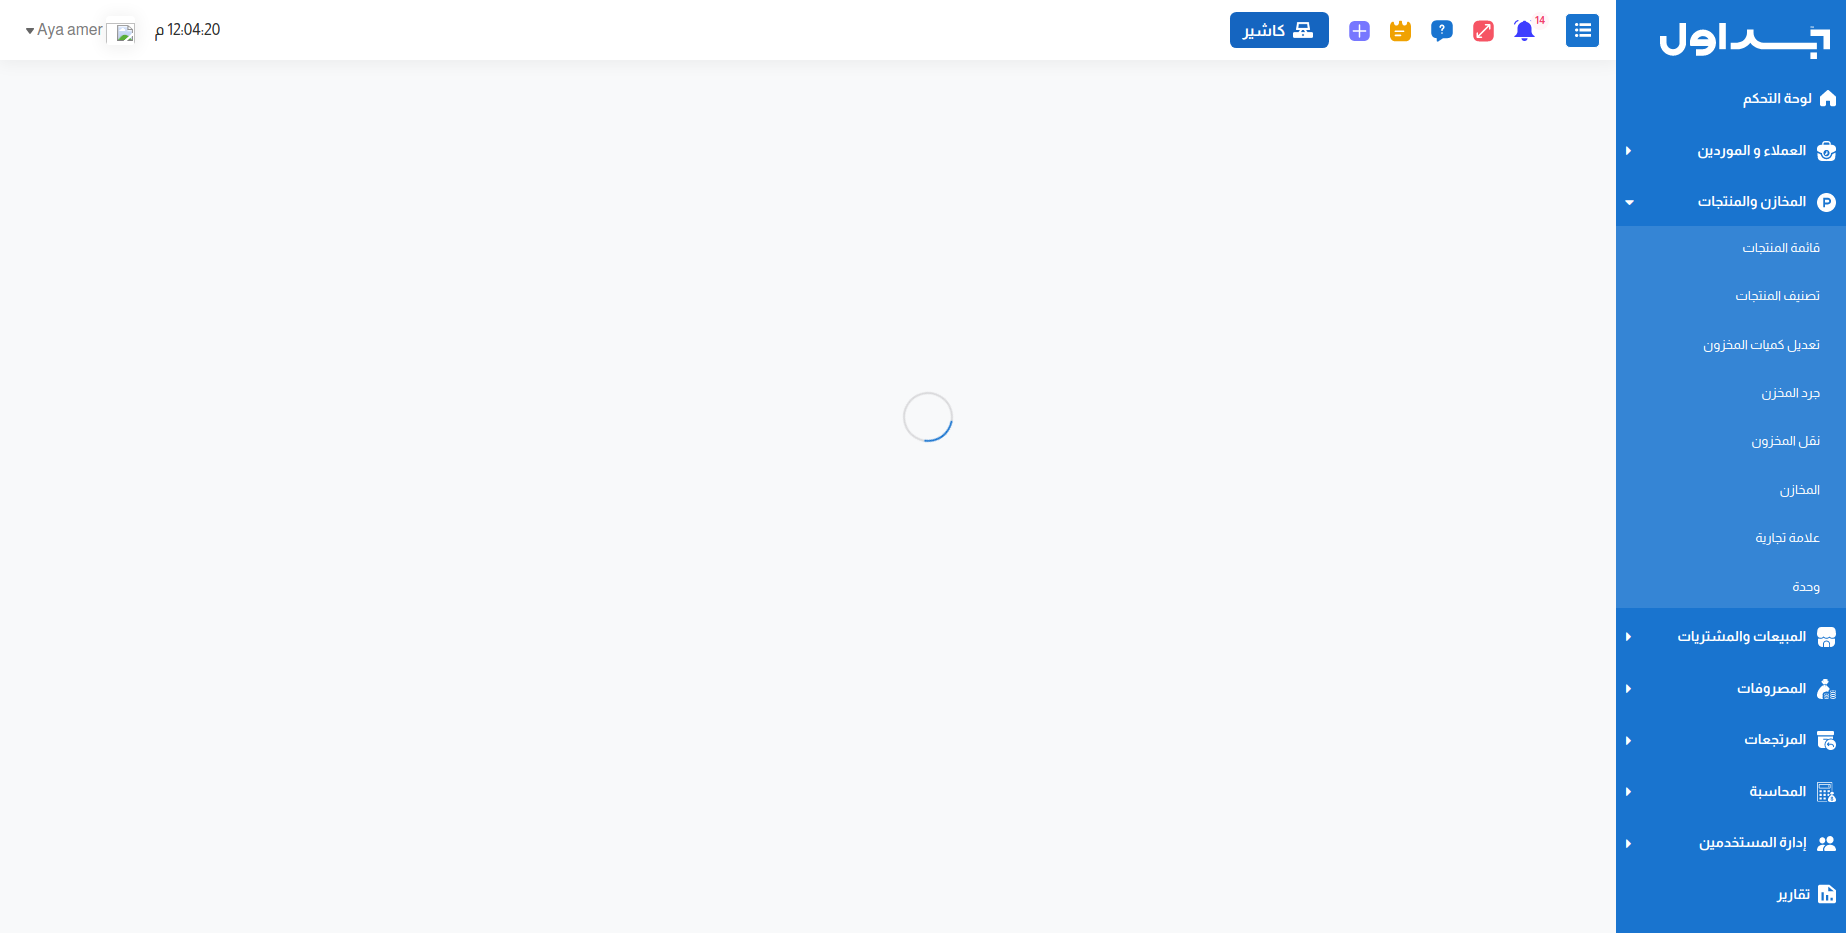 جداول
لوحة التحكم
العملاء و الموردين
المخازن والمنتجات
قائمة المنتجات
تصنيف المنتجات
تعديل كميات المخزون
جرد المخزن
نقل المخزون
المخازن
علامة تجارية
وحدة
المبيعات والمشتريات
المصروفات
المرتجعات
المحاسبة
إدارة المستخدمين
تقارير
14
كاشير
12:04:20 م
Aya amer